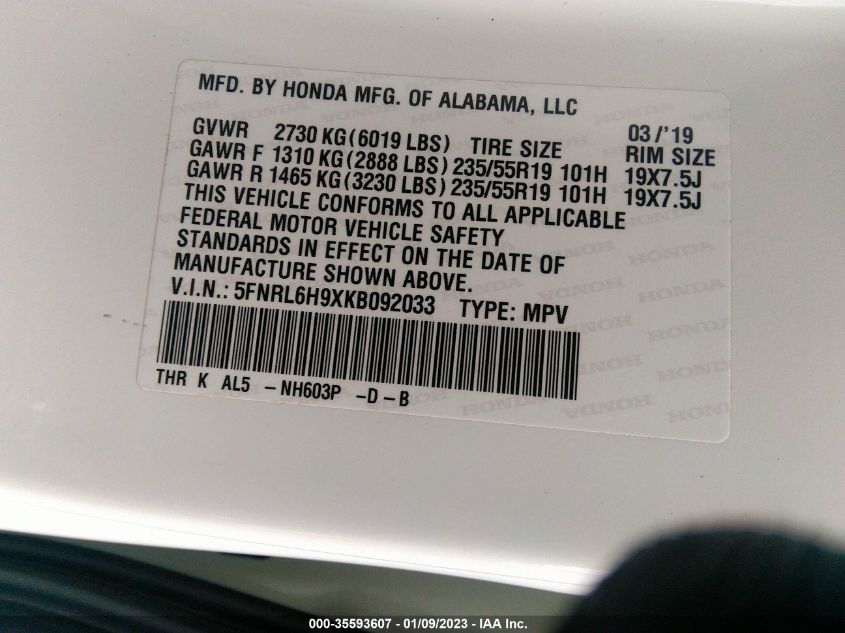 MFD. BY HONDA MFG. OF ALABAMA, LLC
03/'19
GVWR 2730 KG(6019 LBS) TIRE SIZE RIM SIZE
GAWR F 1310 KG(2888 LBS) 235/55R19 101H 19X7.5J
GAWR R 1465 KG(3230 LBS) 235/55R19 101H 19X7.5J
THIS VEHICLE CONFORMS TO ALL APPLICABLE
FEDERAL MOTOR VEHICLE SAFETY
STANDARDS IN EFFECT ON THE DATE OF
MANUFACTURE SHOWN ABOVE.
V.I.N.: 5FNRL6H9XKB092033 TYPE: MPV
THR K AL5 -NH603P -D-B
HONDA
000-35593607 - 01/09/2023 - IAA Inc.